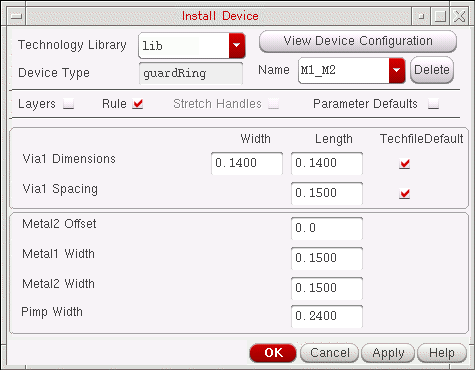 Install Device
Technology Library lib View Device Configuration
Device Type guardRing Name M1_M2 Delete
Layers Rule Stretch Handles Parameter Defaults
Width Length TechfileDefault
Via1 Dimensions 0.1400 0.1400
Via1 Spacing 0.1500
Metal2 Offset 0.0
Metal1 Width 0.1500
Metal2 Width 0.1500
Pimp Width 0.2400
OK Cancel Apply Help